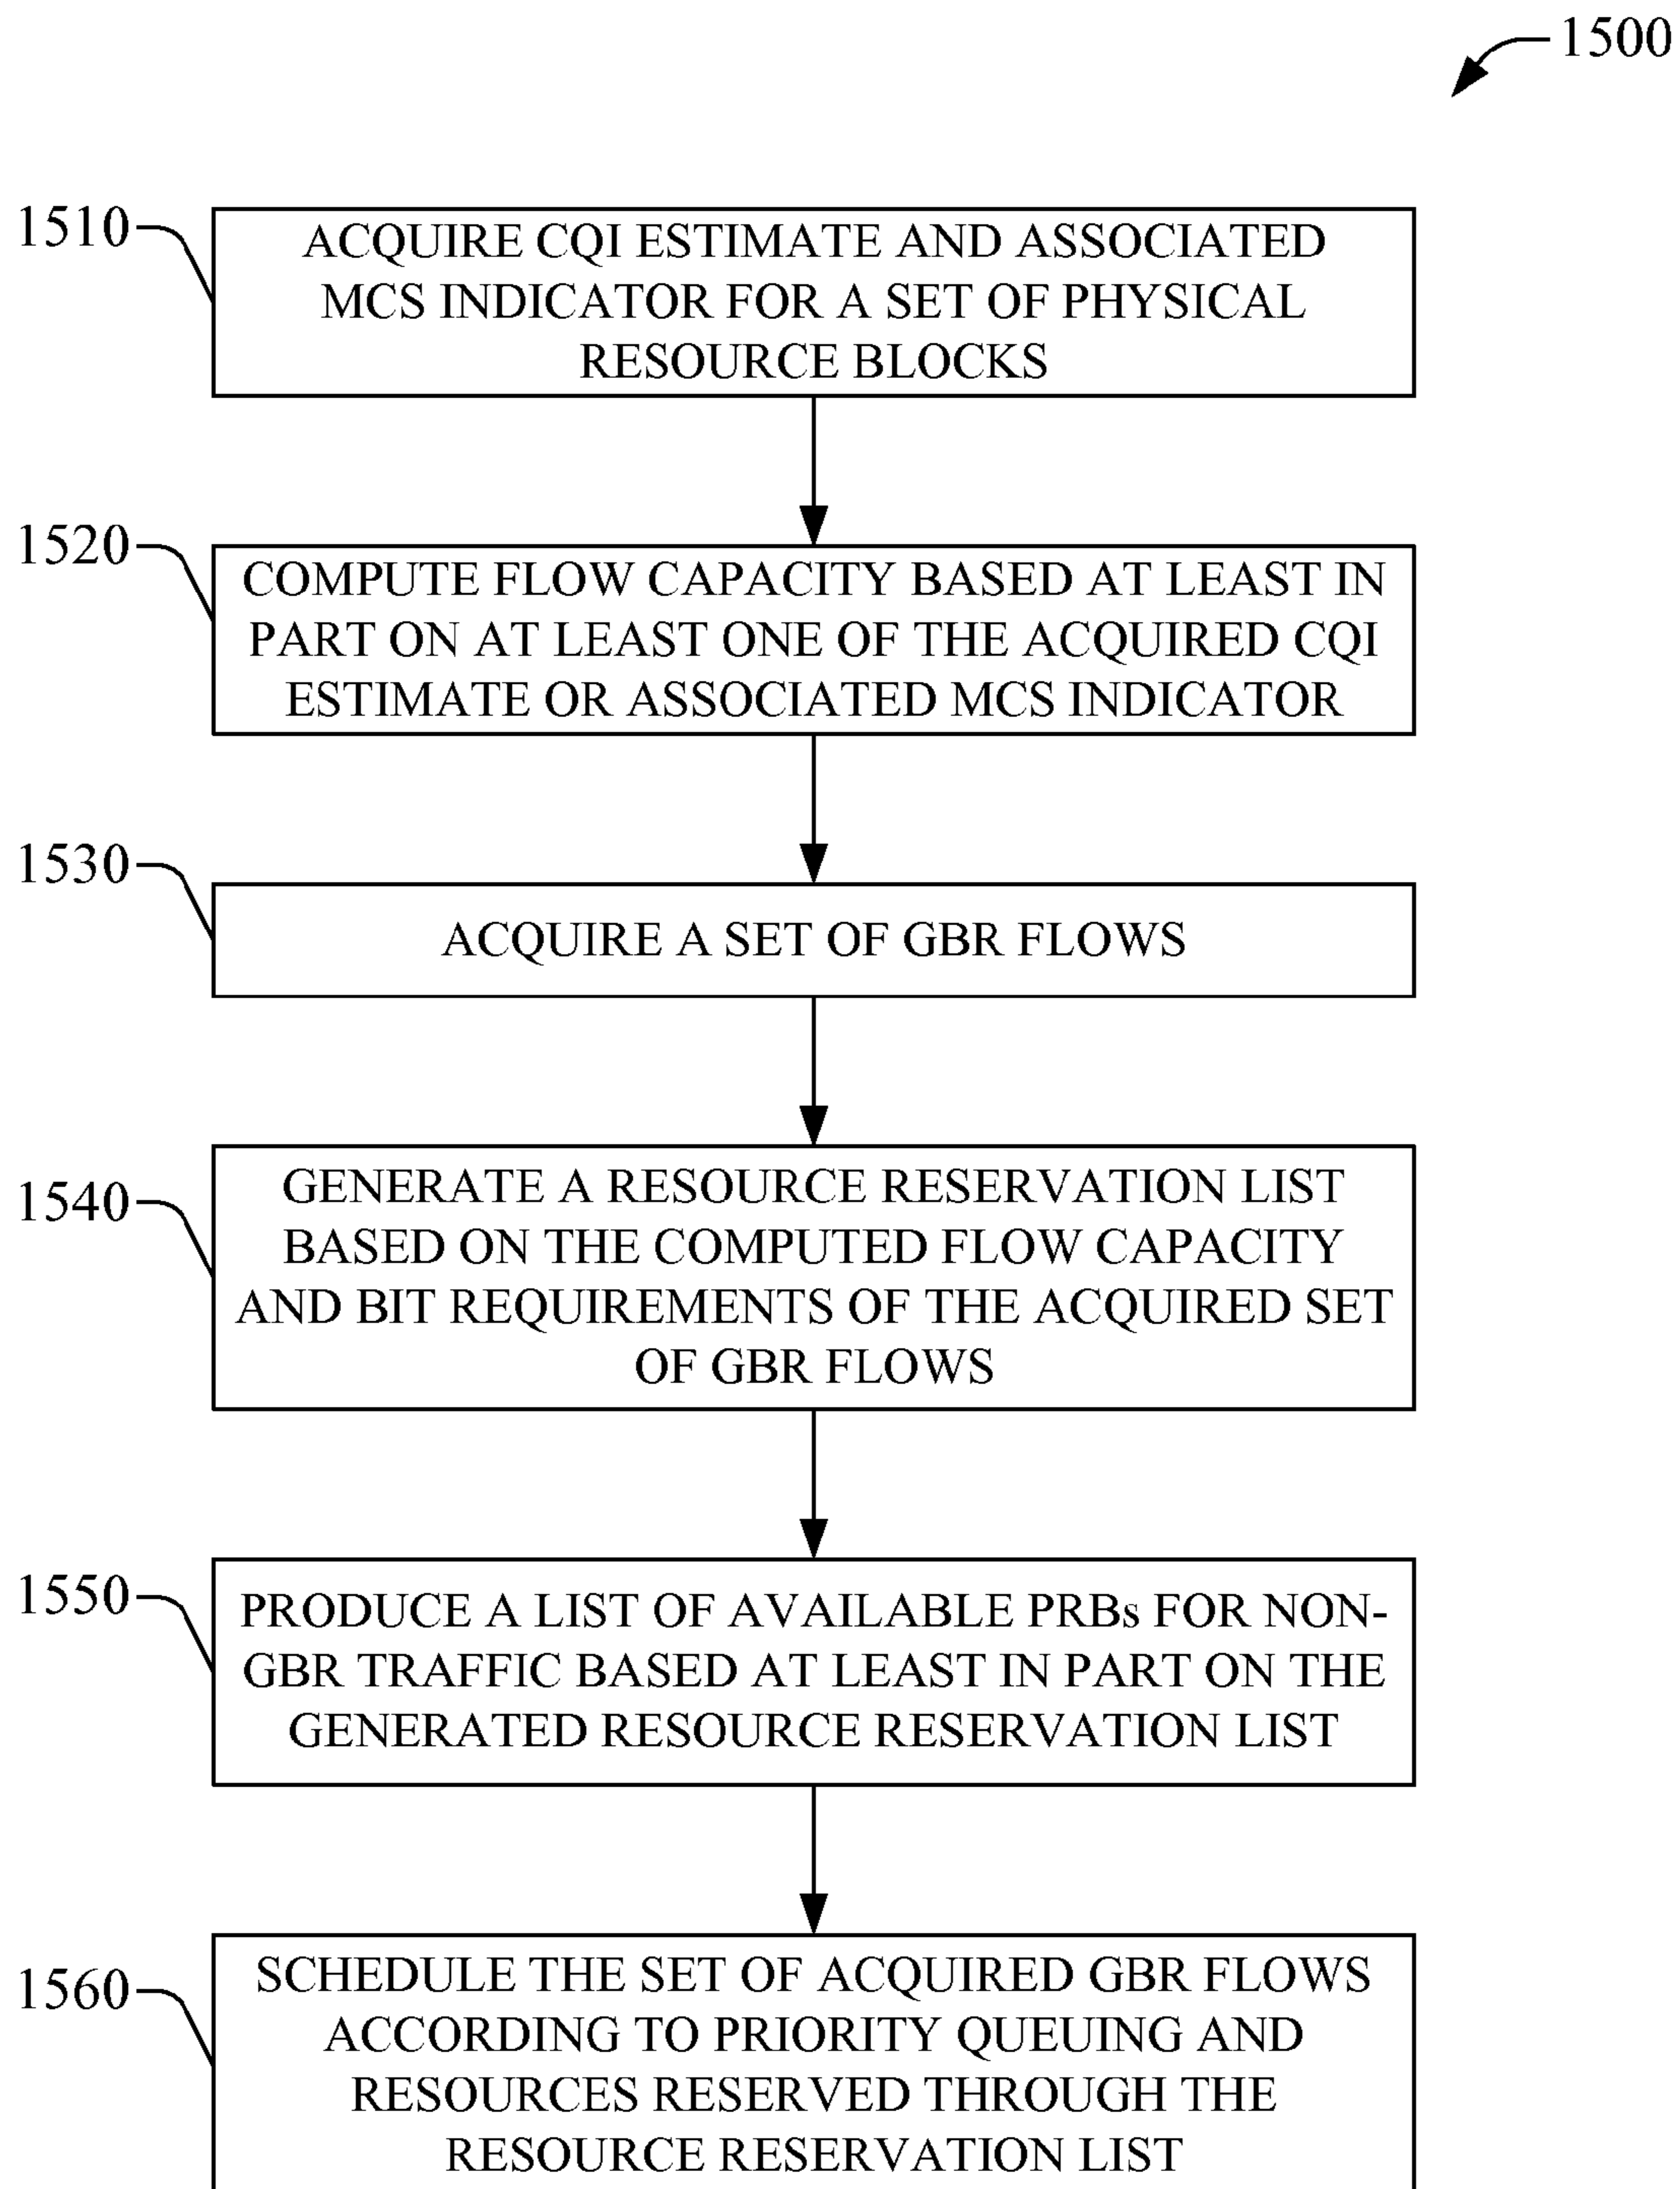 1500
1510
ACQUIRE CQI ESTIMATE AND ASSOCIATED
MCS INDICATOR FOR A SET OF PHYSICAL
RESOURCE BLOCKS
1520
COMPUTE FLOW CAPACITY BASED AT LEAST IN
PART ON AT LEAST ONE OF THE ACQUIRED CQI
ESTIMATE OR ASSOCIATED MCS INDICATOR
1530
ACQUIRE A SET OF GBR FLOWS
1540
GENERATE A RESOURCE RESERVATION LIST
BASED ON THE COMPUTED FLOW CAPACITY
AND BIT REQUIREMENTS OF THE ACQUIRED SET
OF GBR FLOWS
1550
PRODUCE A LIST OF AVAILABLE PRBs FOR NON-
GBR TRAFFIC BASED AT LEAST IN PART ON THE
GENERATED RESOURCE RESERVATION LIST
1560
SCHEDULE THE SET OF ACQUIRED GBR FLOWS
ACCORDING TO PRIORITY QUEUING AND
RESOURCES RESERVED THROUGH THE
RESOURCE RESERVATION LIST